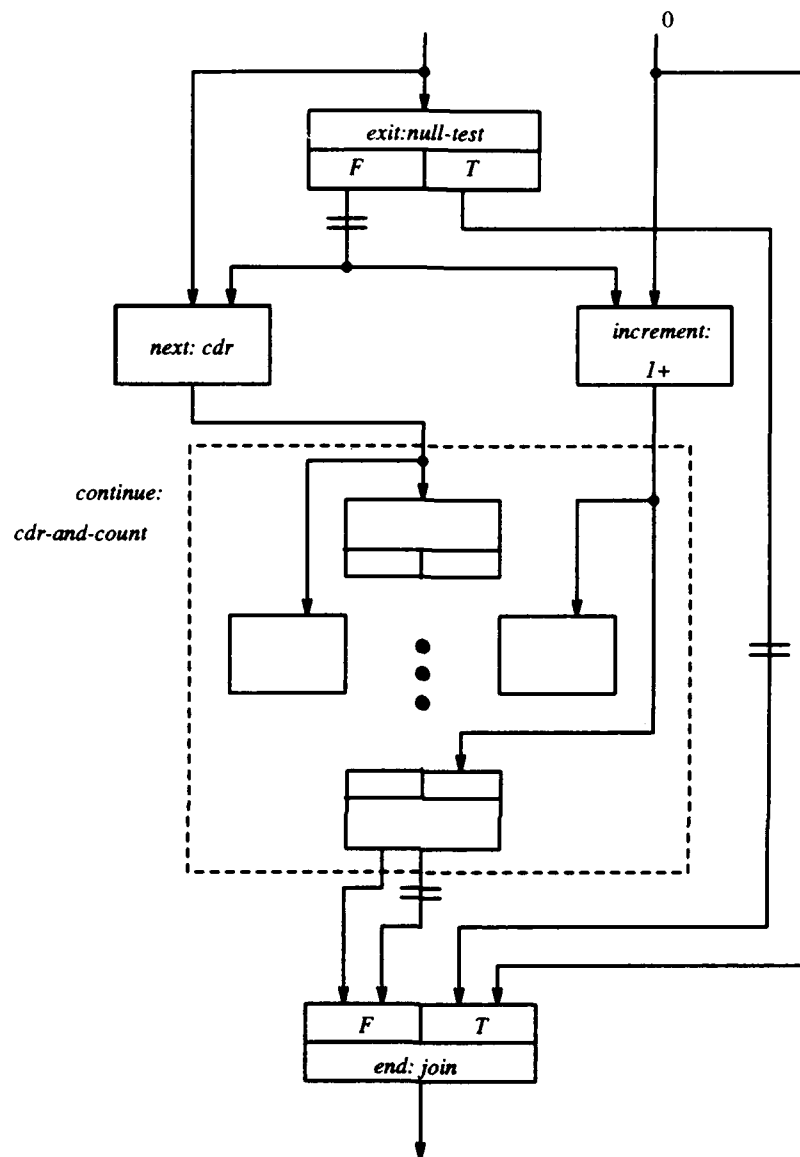 0
exit:null-test
F T
next: cdr
increment:
1+
continue:
cdr-and-count
F T
end: join